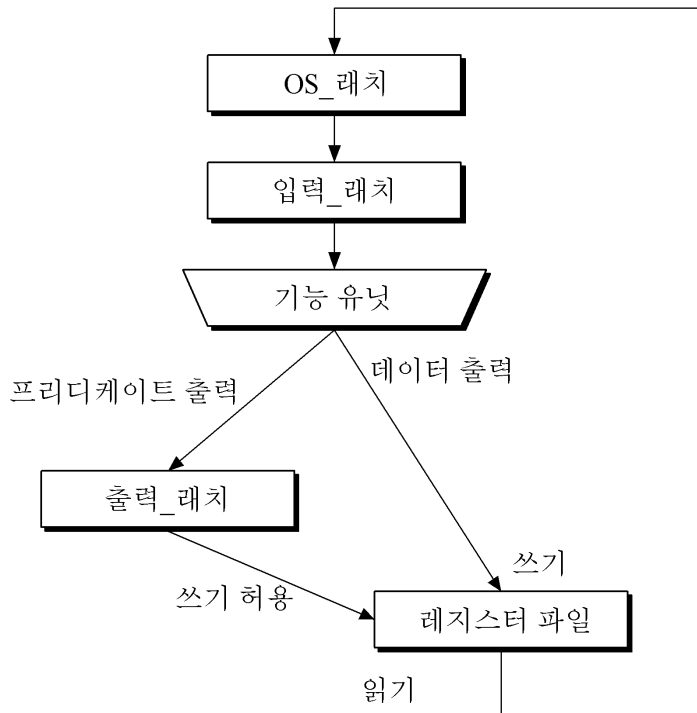 OS_래치
입력_래치
기능 유닛
데이터 출력
프리디케이트 출력
출력_래치
쓰기
쓰기 허용
레지스터 파일
읽기